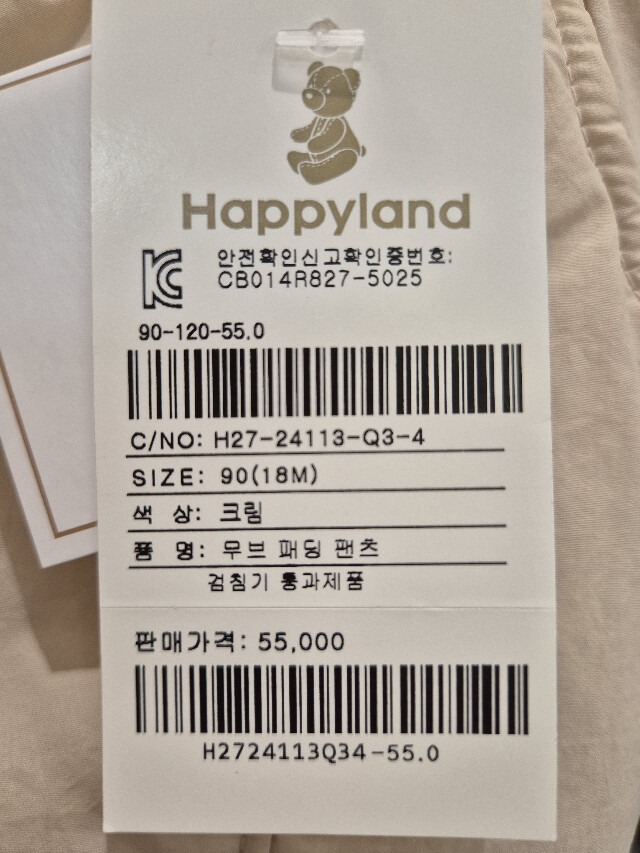 Happyland
안전확인신고확인증번호:
CB014R827-5025
90-120-55.0
C/NO: H27-24113-Q3-4
SIZE: 90(18M)
색 상: 크림
품 명: 무브 패딩 팬츠
검침기 통과제품
판매가격: 55,000
H2724113Q34-55.0